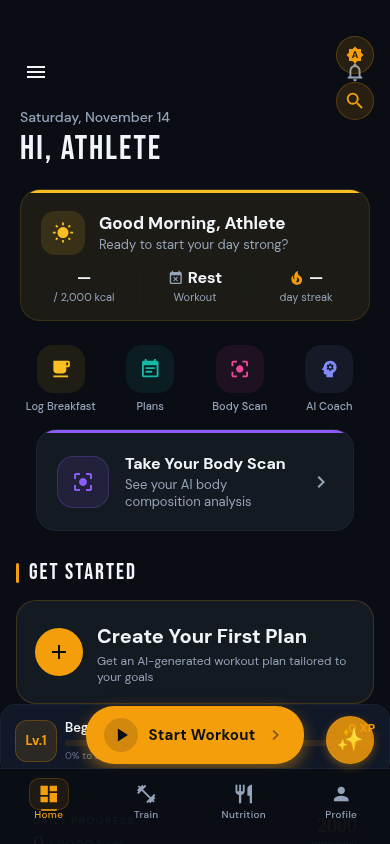 Saturday, November 14
HI, ATHLETE
Good Morning, Athlete
Ready to start your day strong?
— Rest —
/ 2,000 kcal Workout day streak
Log Breakfast Plans Body Scan AI Coach
Take Your Body Scan
See your AI body
composition analysis
GET STARTED
Create Your First Plan
Get an AI-generated workout plan tailored to
your goals
Lv.1
XP
Start Workout
0% to
Home Train Nutrition Profile